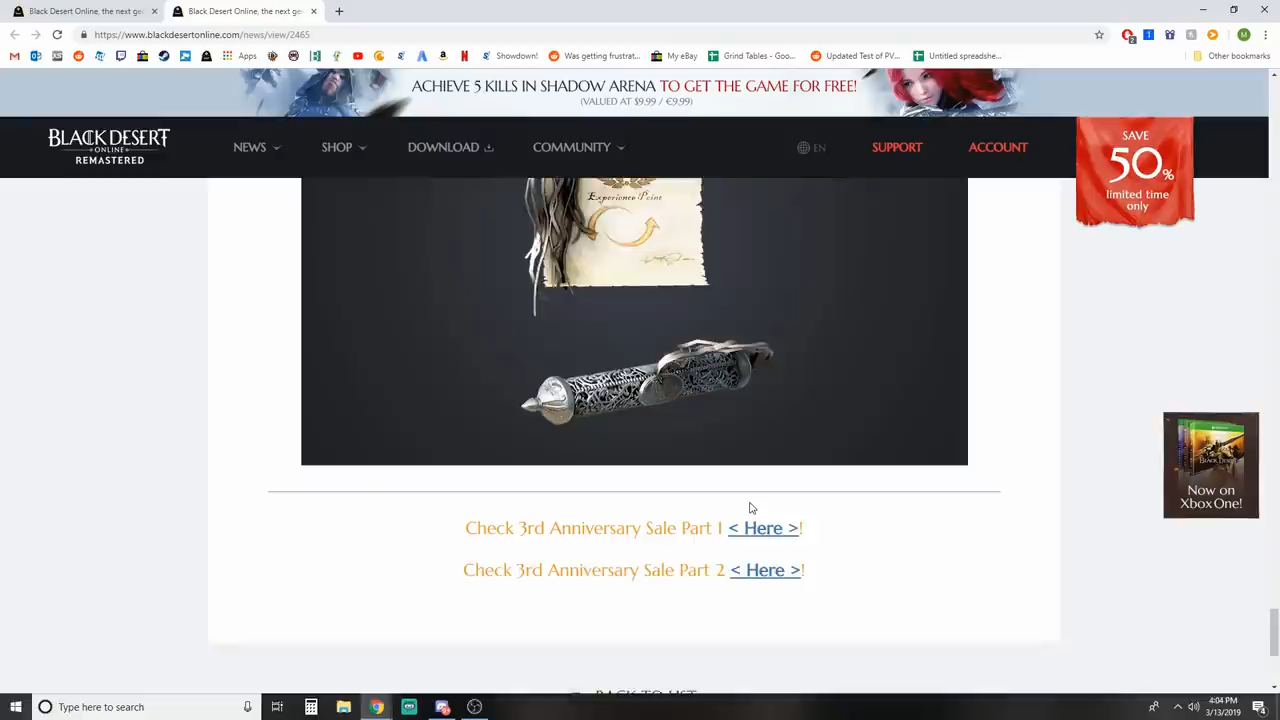 Black Desert Online, the next ge
Black Desert Online, the next ge
https://www.blackdesertonline.com/news/view/2465
Apps
Showdown!
Was getting frustrat...
My eBay
Grind Tables - Goo...
Updated Test of PV...
Untitled spreadshe...
Other bookmarks
ACHIEVE 5 KILLS IN SHADOW ARENA TO GET THE GAME FOR FREE!
(VALUED AT $9.99 / €9.99)
BLACK DESERT
ONLINE
REMASTERED
NEWS
SHOP
DOWNLOAD
COMMUNITY
EN
SUPPORT
ACCOUNT
SAVE
50%
limited time
only
Experience Point
BLACK DESERT
Now on
Xbox One!
Check 3rd Anniversary Sale Part 1 < Here >!
Check 3rd Anniversary Sale Part 2 < Here >!
BACK TO LIST
Type here to search
4:04 PM
3/13/2019